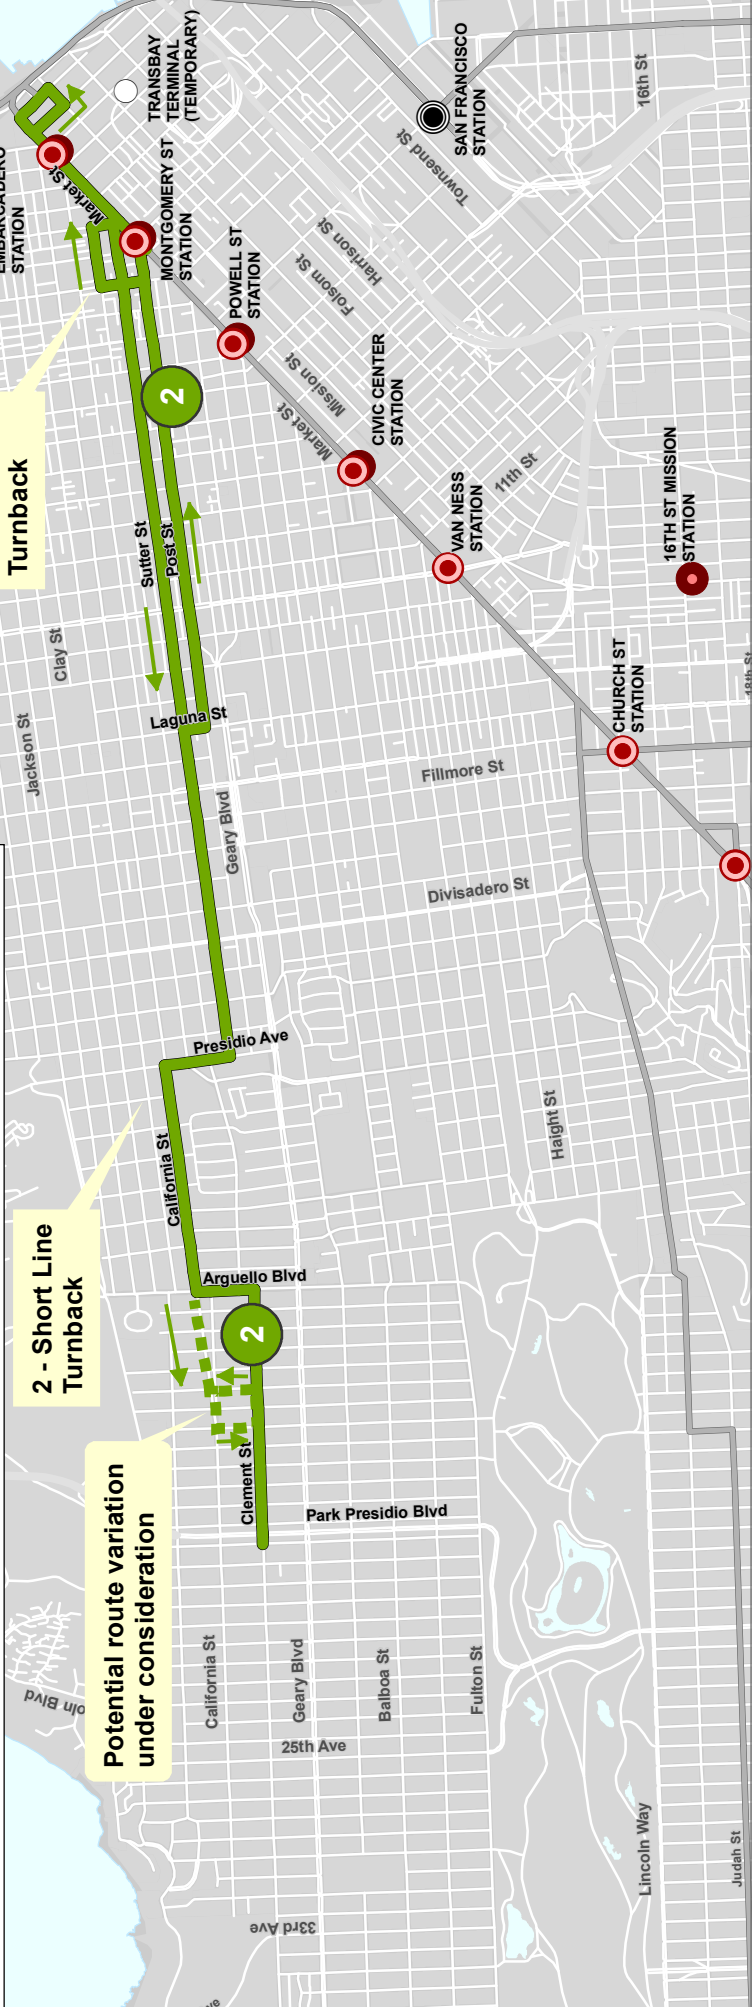 EMBARCADERO
STATION
TRANSBAY
TERMINAL
(TEMPORARY)
SAN FRANCISCO
STATION
16th St
Townsend St
Market St
MONTGOMERY ST
STATION
POWELL ST
STATION
Harrison St
Folsom St
Mission St
Market St
CIVIC CENTER
STATION
11th St
VAN NESS
STATION
16TH ST MISSION
STATION
2
Turnback
Sutter St
Post St
Clay St
Jackson St
Laguna St
CHURCH ST
STATION
18th St
Fillmore St
Geary Blvd
Divisadero St
Presidio Ave
Haight St
California St
2 - Short Line
Turnback
Arguello Blvd
2
Potential route variation
under consideration
Clement St
Park Presidio Blvd
oln Blvd
California St
Geary Blvd
Balboa St
Fulton St
25th Ave
Lincoln Way
Judah St
33rd Ave
ve